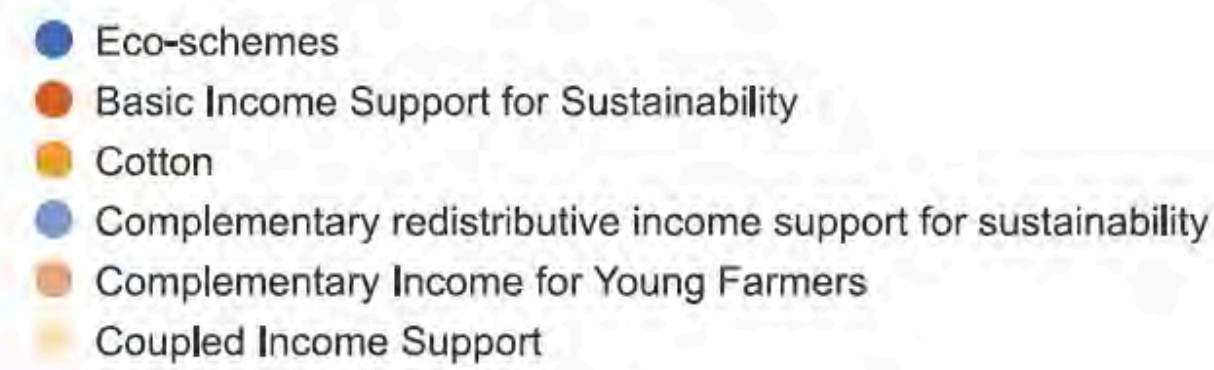 Eco-schemes
Basic Income Support for Sustainability
Cotton
Complementary redistributive income support for sustainability
Complementary Income for Young Farmers
Coupled Income Support